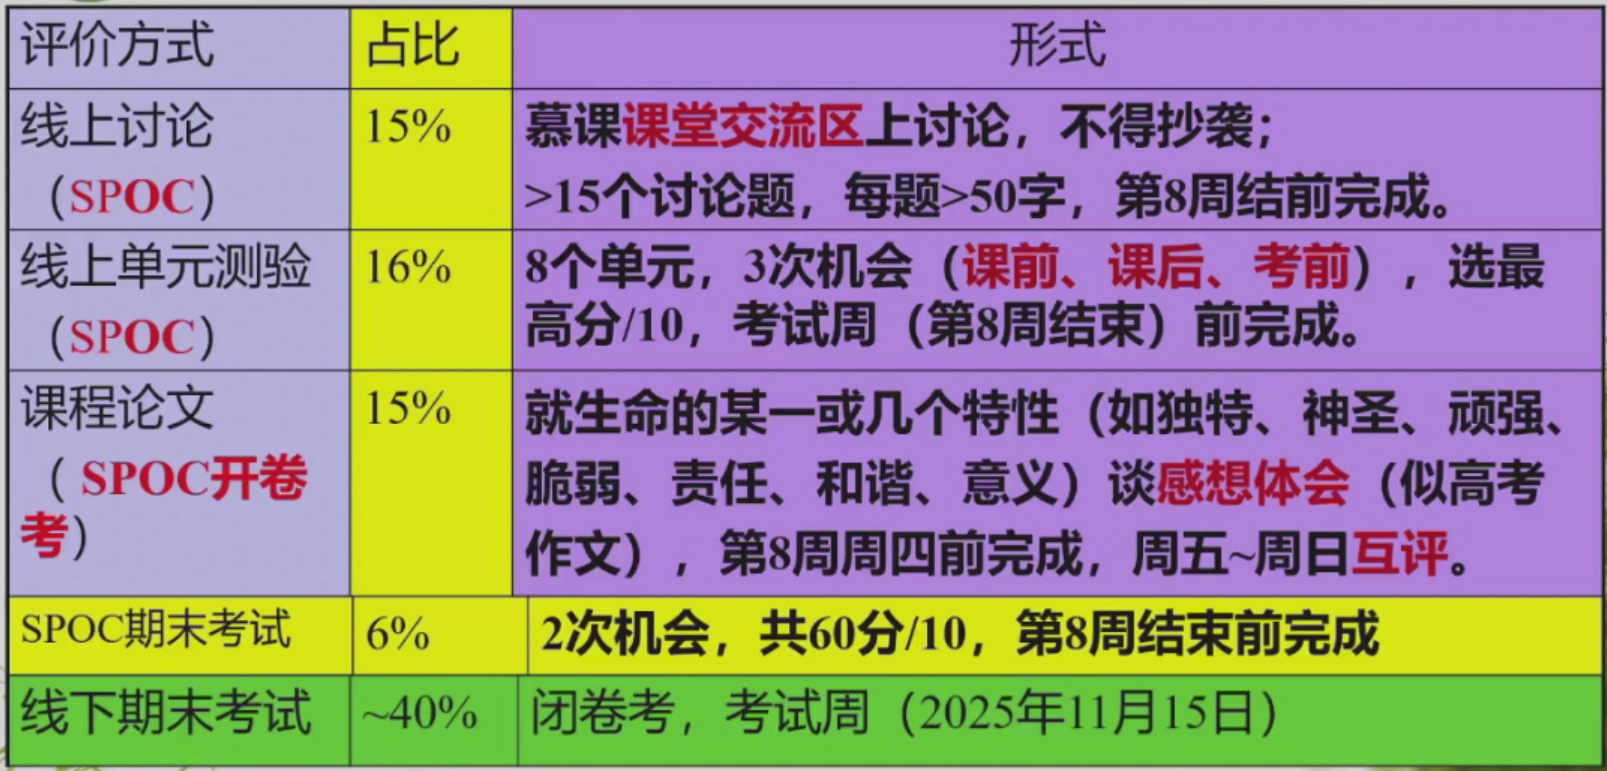 评价方式 占比 形式
线上讨论 15% 慕课课堂交流区上讨论，不得抄袭；
（SPOC） >15个讨论题，每题>50字，第8周结前完成。
线上单元测验 16% 8个单元，3次机会（课前、课后、考前），选最
（SPOC） 高分/10，考试周（第8周结束）前完成。
课程论文 15% 就生命的某一或几个特性（如独特、神圣、顽强、
（ SPOC开卷 脆弱、责任、和谐、意义）谈感想体会（似高考
考） 作文），第8周周四前完成，周五~周日互评。
SPOC期末考试 6% 2次机会，共60分/10，第8周结束前完成
线下期末考试 ~40% 闭卷考，考试周（2025年11月15日）